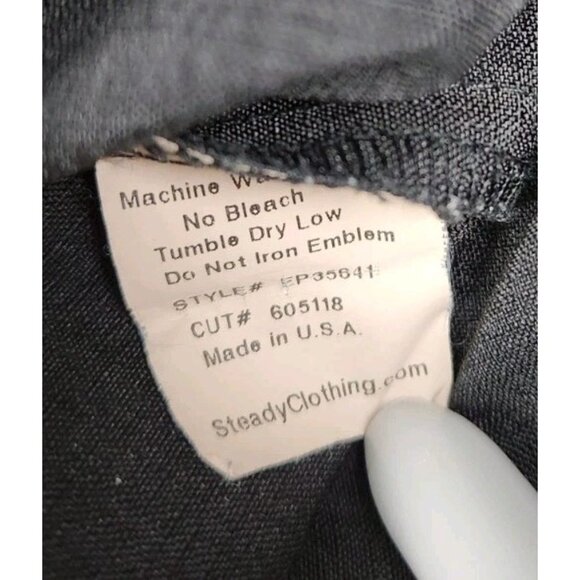 Machine
No Bleach
Tumble Dry Low
Do Not Iron Emblem
STYLE# EP35641
CUT# 605118
Made in U.S.A.
SteadyClothing.com